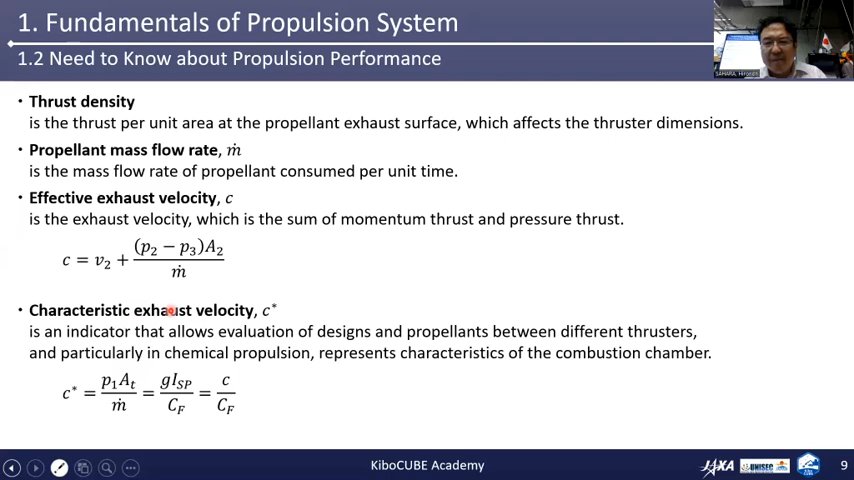 1. Fundamentals of Propulsion System
1.2 Need to Know about Propulsion Performance
SAHARA, Hironori
• Thrust density
is the thrust per unit area at the propellant exhaust surface, which affects the thruster dimensions.
• Propellant mass flow rate, ṁ
is the mass flow rate of propellant consumed per unit time.
• Effective exhaust velocity, c
is the exhaust velocity, which is the sum of momentum thrust and pressure thrust.
c = v₂ + (p₂ − p₃)A₂ / ṁ
• Characteristic exhaust velocity, c*
is an indicator that allows evaluation of designs and propellants between different thrusters,
and particularly in chemical propulsion, represents characteristics of the combustion chamber.
c* = p₁Aₜ / ṁ = gI_SP / C_F = c / C_F
KiboCUBE Academy
JAXA
UNISEC
9